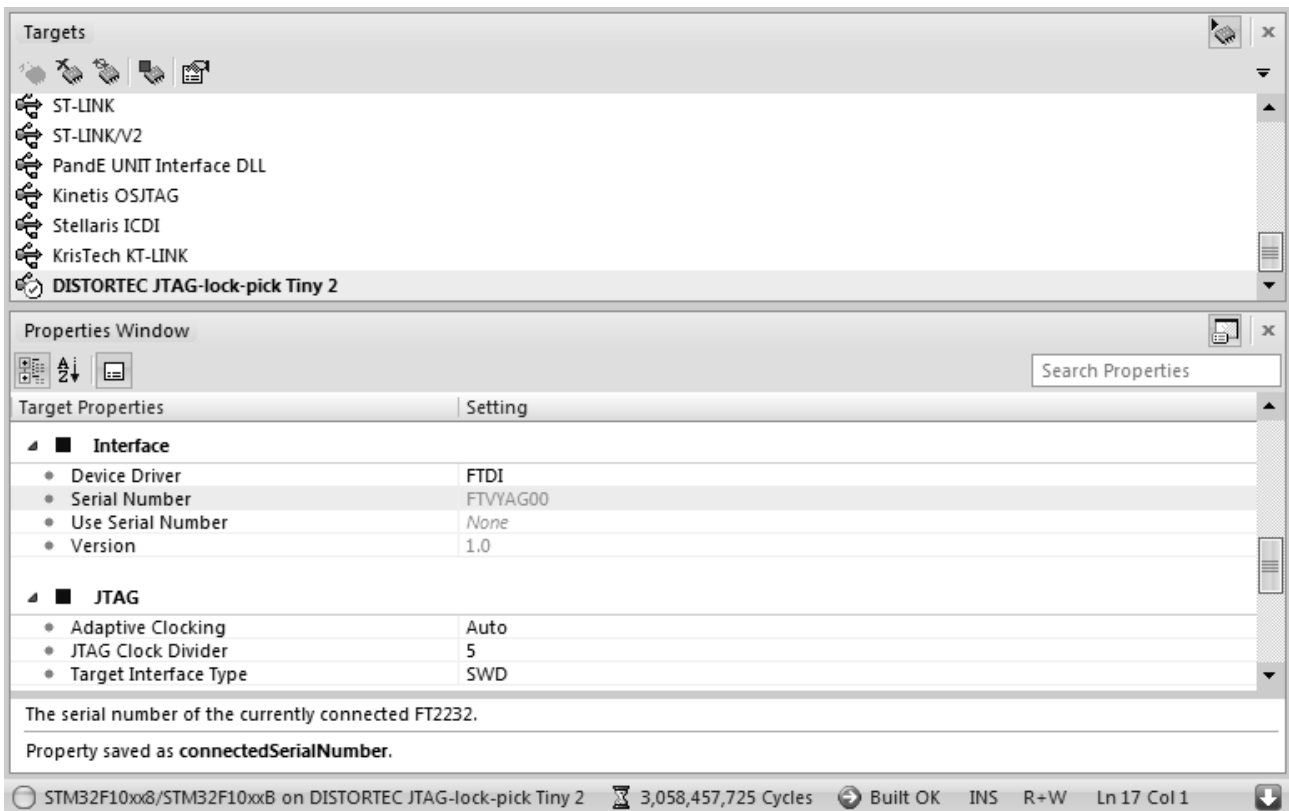 Targets
ST-LINK
ST-LINK/V2
PandE UNIT Interface DLL
Kinetis OSJTAG
Stellaris ICDI
KrisTech KT-LINK
DISTORTEC JTAG-lock-pick Tiny 2
Properties Window
Search Properties
Target Properties Setting
Interface
Device Driver FTDI
Serial Number FTVYAG00
Use Serial Number None
Version 1.0
JTAG
Adaptive Clocking Auto
JTAG Clock Divider 5
Target Interface Type SWD
The serial number of the currently connected FT2232.
Property saved as connectedSerialNumber.
STM32F10xx8/STM32F10xxB on DISTORTEC JTAG-lock-pick Tiny 2 3,058,457,725 Cycles Built OK INS R+W Ln 17 Col 1